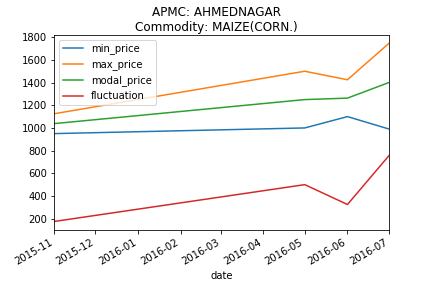 APMC: AHMEDNAGAR
Commodity: MAIZE(CORN.)
1800
1600
1400
1200
1000
800
600
400
200
min_price
max_price
modal_price
fluctuation
2015-11
2015-12
2016-01
2016-02
2016-03
2016-04
2016-05
2016-06
2016-07
date